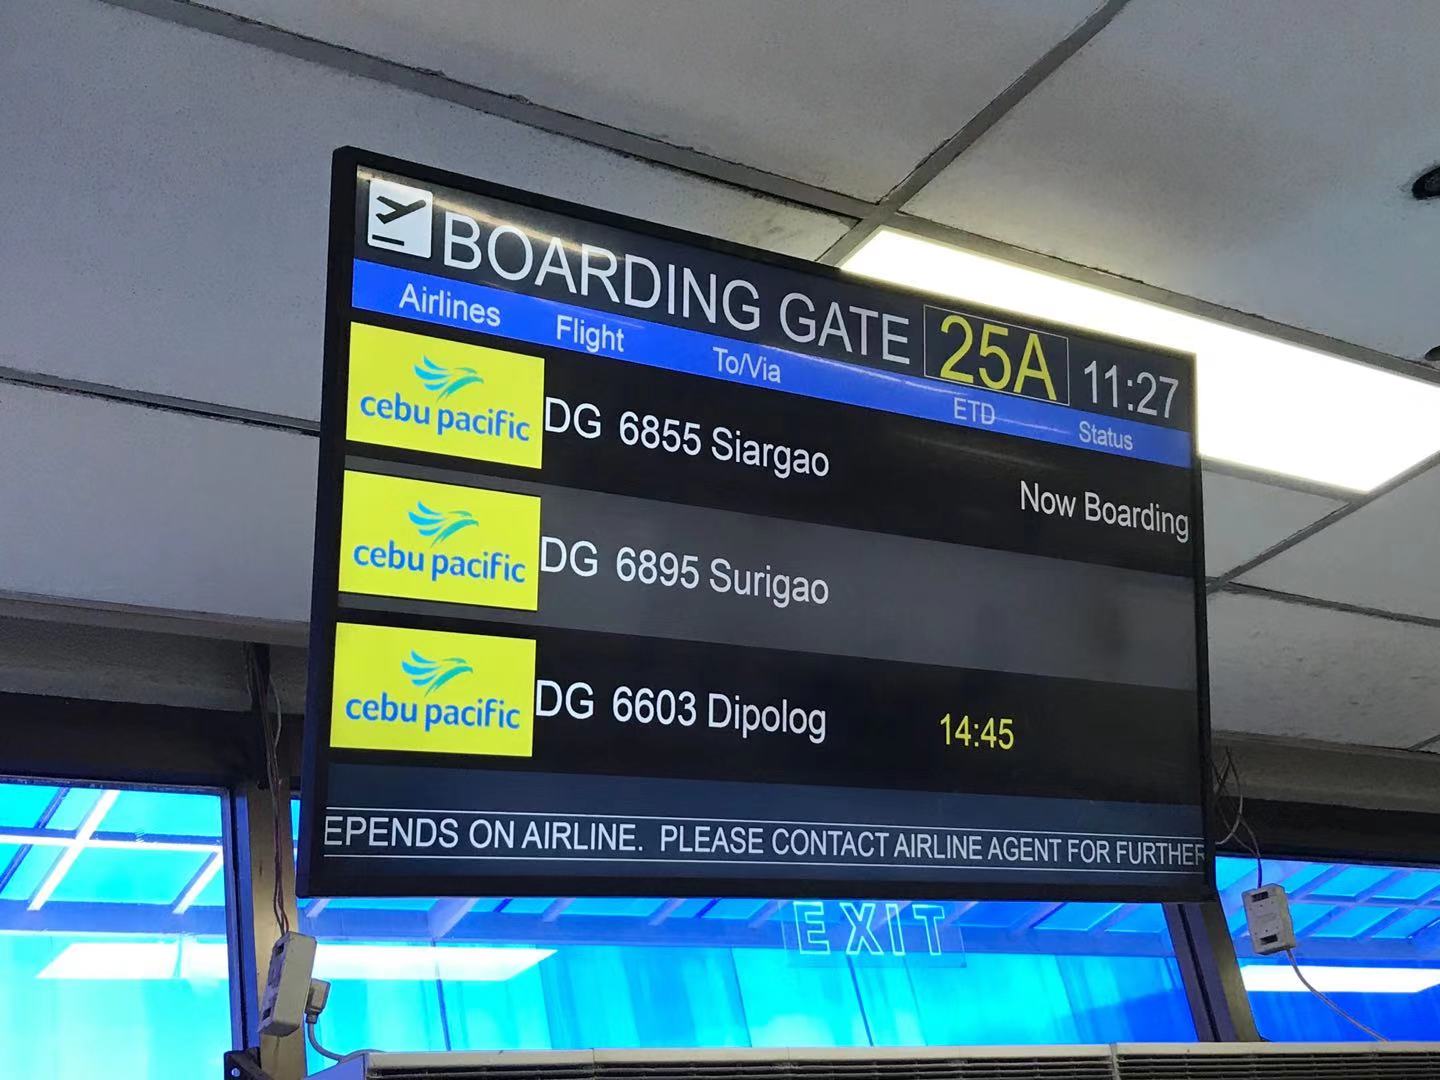 BOARDING GATE 25A 11:27
Airlines Flight To/Via ETD Status
cebu pacific DG 6855 Siargao Now Boarding
cebu pacific DG 6895 Surigao
cebu pacific DG 6603 Dipolog 14:45
EPENDS ON AIRLINE. PLEASE CONTACT AIRLINE AGENT FOR FURTHER
EXIT